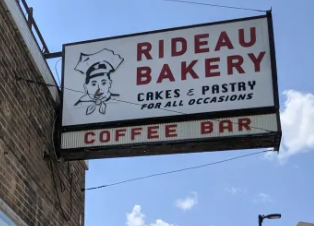 RIDEAU
BAKERY
CAKES & PASTRY
FOR ALL OCCASIONS
COFFEE BAR